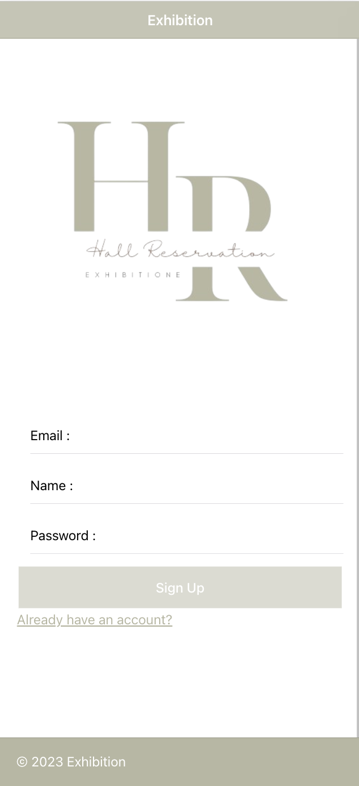 Exhibition
HR
Hall Reservation
EXHIBITIONE
Email :
Name :
Password :
Sign Up
Already have an account?
© 2023 Exhibition